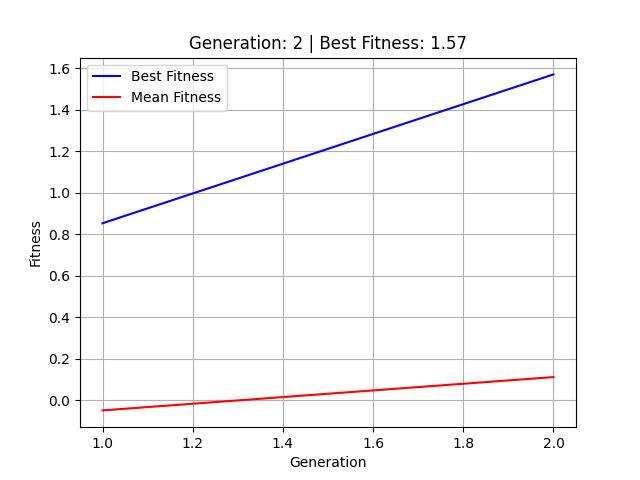 Generation: 2 | Best Fitness: 1.57
Best Fitness
Mean Fitness
Fitness
1.6
1.4
1.2
1.0
0.8
0.6
0.4
0.2
0.0
1.0 1.2 1.4 1.6 1.8 2.0
Generation